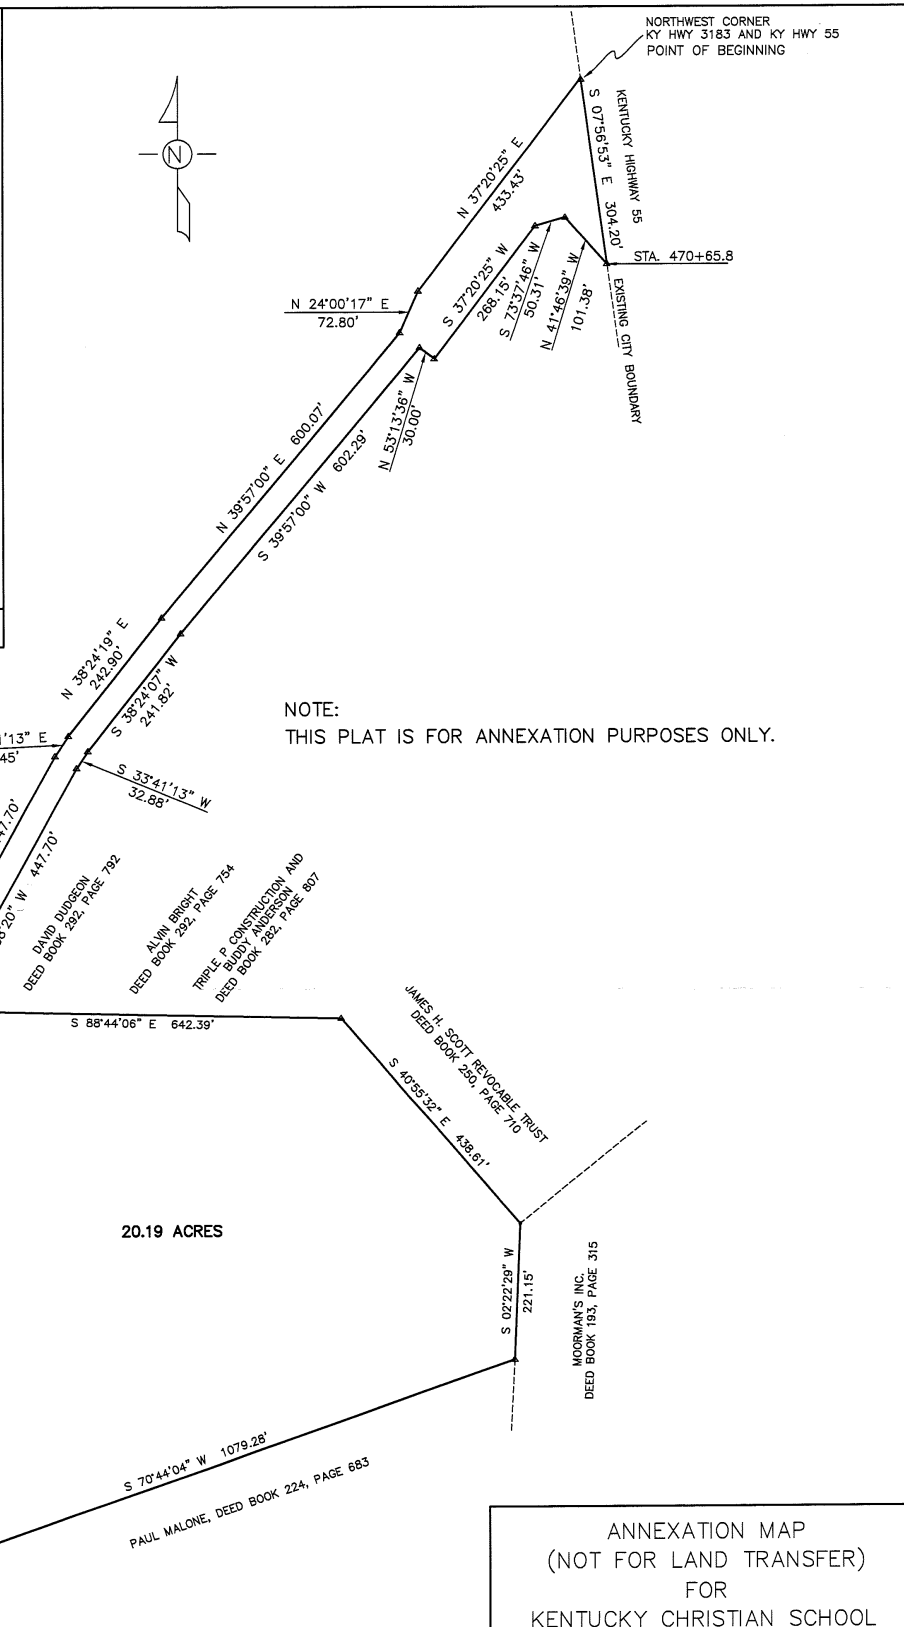 NORTHWEST CORNER
KY HWY 3183 AND KY HWY 55
POINT OF BEGINNING
N
S 07°56'53" E 304.20'
KENTUCKY HIGHWAY 55
N 37°20'25" E
433.43'
STA. 470+65.8
EXISTING CITY BOUNDARY
S 37°20'25" W
268.15'
S 73°37'46" W
50.31'
N 41°46'39" W
101.38'
N 24°00'17" E
72.80'
N 53°13'36" W
30.00'
N 39°57'00" E 600.07'
S 39°57'00" W 602.29'
N 38°24'19" E
242.90'
S 38°24'07" W
241.82'
NOTE:
THIS PLAT IS FOR ANNEXATION PURPOSES ONLY.
1'13" E
45'
S 33°41'13" W
32.88'
47.70'
8'20" W 447.70'
DAVID DUDGEON
DEED BOOK 292, PAGE 792
ALVIN BRIGHT
DEED BOOK 292, PAGE 754
TRIPLE P CONSTRUCTION AND
BUDDY ANDERSON
DEED BOOK 282, PAGE 807
JAMES H. SCOTT REVOCABLE TRUST
DEED BOOK 250, PAGE 710
S 88°44'06" E 642.39'
S 40°55'32" E 438.61'
20.19 ACRES
S 02°22'29" W
221.15'
MOORMAN'S INC.
DEED BOOK 193, PAGE 315
S 70°44'04" W 1079.28'
PAUL MALONE, DEED BOOK 224, PAGE 683
ANNEXATION MAP
(NOT FOR LAND TRANSFER)
FOR
KENTUCKY CHRISTIAN SCHOOL